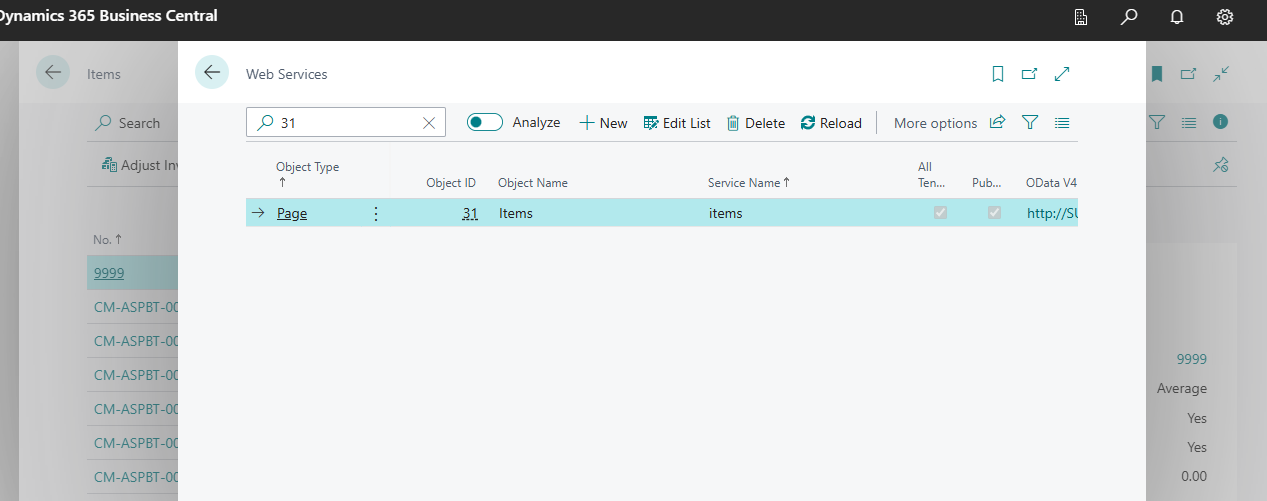 Dynamics 365 Business Central
Items
Web Services
Search
31
Analyze
New
Edit List
Delete
Reload
More options
Adjust Inv
Object Type
Object ID
Object Name
Service Name
All
Ten...
Pub...
OData V4
Page
31
Items
items
http://SU
No.
9999
CM-ASPBT-00
CM-ASPBT-00
CM-ASPBT-00
CM-ASPBT-00
CM-ASPBT-00
CM-ASPBT-00
9999
Average
Yes
Yes
0.00